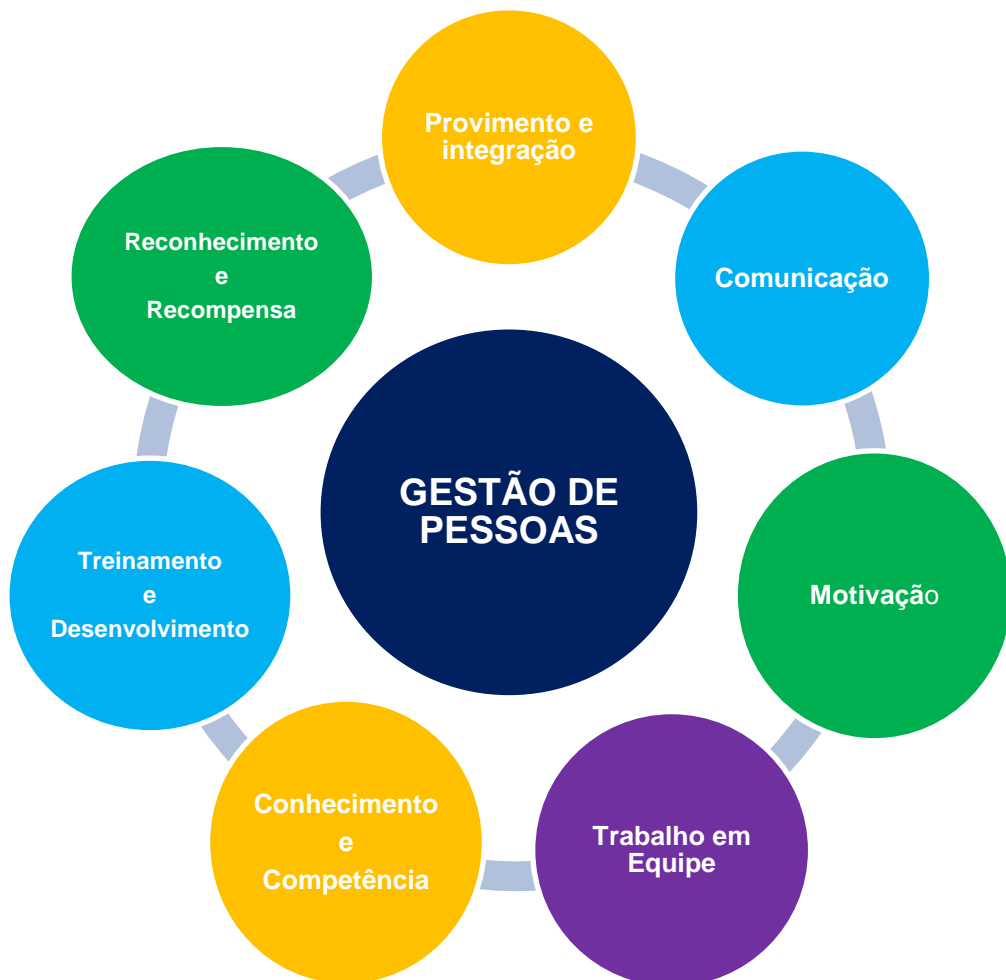 Provimento e
integração
Comunicação
Motivação
Trabalho em
Equipe
Conhecimento
e
Competência
Treinamento
e
Desenvolvimento
Reconhecimento
e
Recompensa
GESTÃO DE
PESSOAS